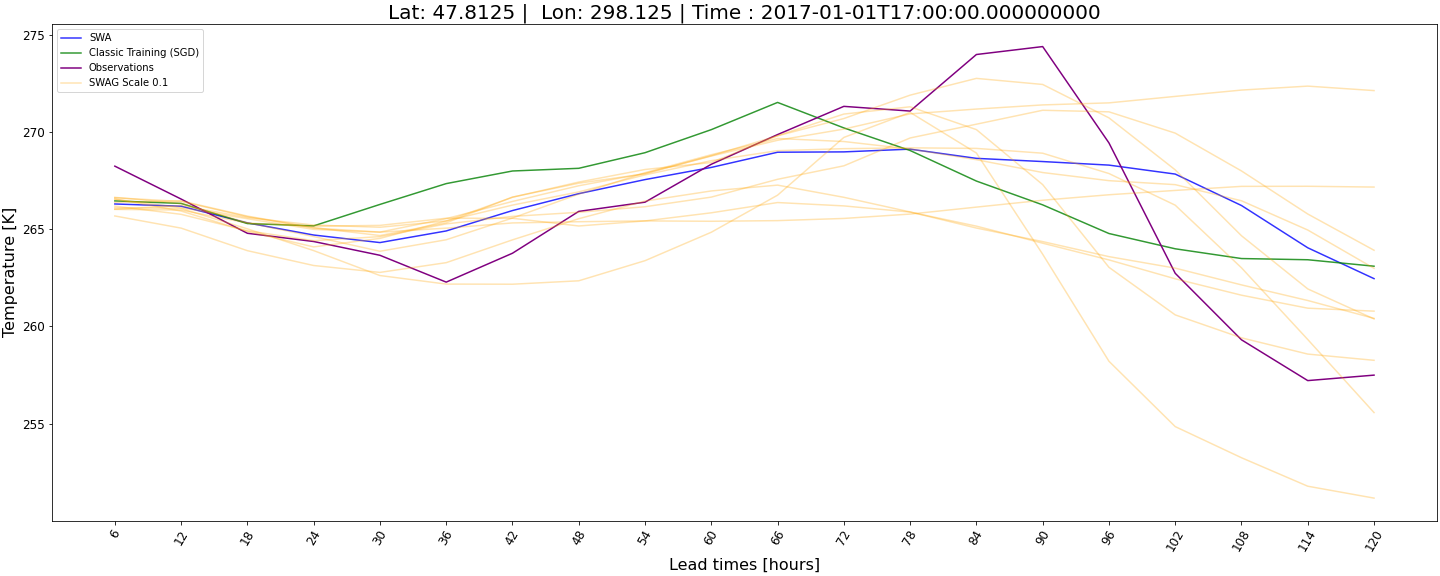 Lat: 47.8125 |  Lon: 298.125 | Time : 2017-01-01T17:00:00.000000000
SWA
Classic Training (SGD)
Observations
SWAG Scale 0.1
Temperature [K]
275
270
265
260
255
6 12 18 24 30 36 42 48 54 60 66 72 78 84 90 96 102 108 114 120
Lead times [hours]